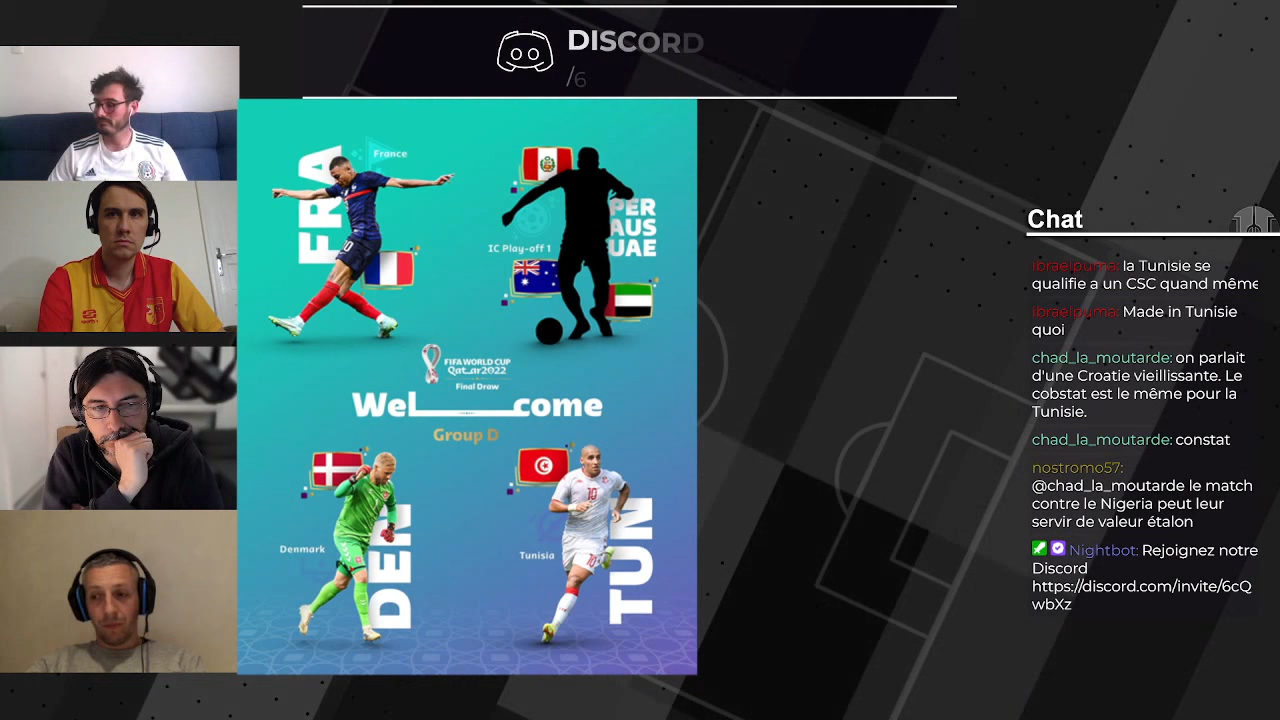 DISCORD
/6
FRA
France
PER
AUS
UAE
IC Play-off 1
FIFA WORLD CUP
Qatar2022
Final Draw
Wel come
Group D
Denmark
DEN
Tunisia
TUN
10
10
Chat
Ibraelpuma: la Tunisie se
qualifie a un CSC quand même
Ibraelpuma: Made in Tunisie
quoi
chad_la_moutarde: on parlait
d'une Croatie vieillissante. Le
cobstat est le même pour la
Tunisie.
chad_la_moutarde: constat
nostromo57:
@chad_la_moutarde le match
contre le Nigeria peut leur
servir de valeur étalon
Nightbot: Rejoignez notre
Discord
https://discord.com/invite/6cQ
wbXz